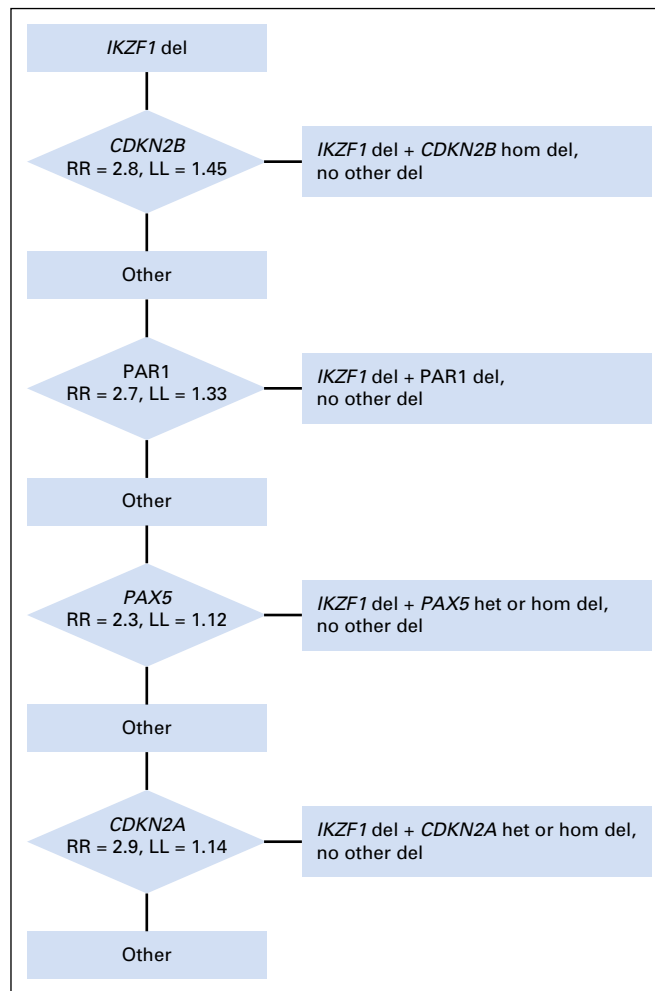 IKZF1 del
CDKN2B
RR = 2.8, LL = 1.45
IKZF1 del + CDKN2B hom del,
no other del
Other
PAR1
RR = 2.7, LL = 1.33
IKZF1 del + PAR1 del,
no other del
Other
PAX5
RR = 2.3, LL = 1.12
IKZF1 del + PAX5 het or hom del,
no other del
Other
CDKN2A
RR = 2.9, LL = 1.14
IKZF1 del + CDKN2A het or hom del,
no other del
Other